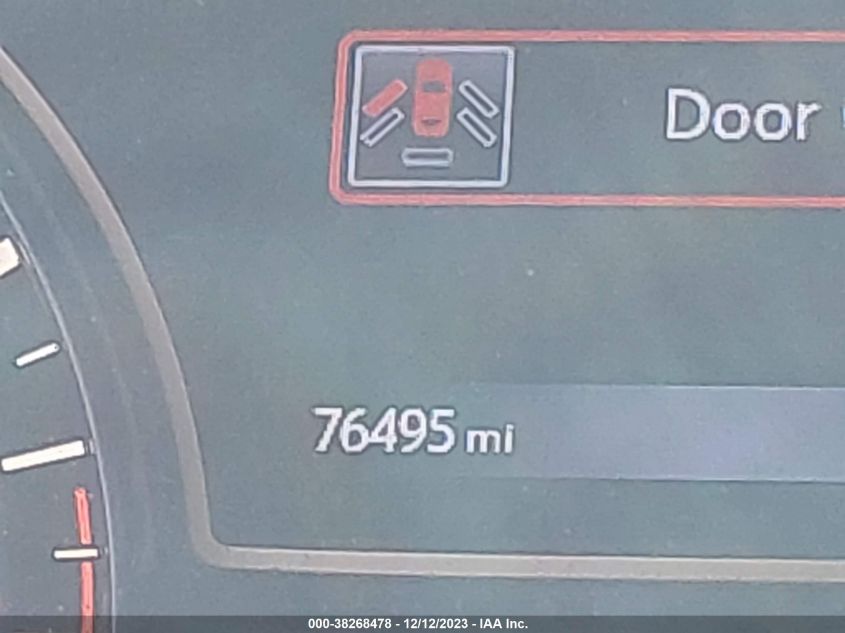 Door
76495 mi
000-38268478 - 12/12/2023 - IAA Inc.